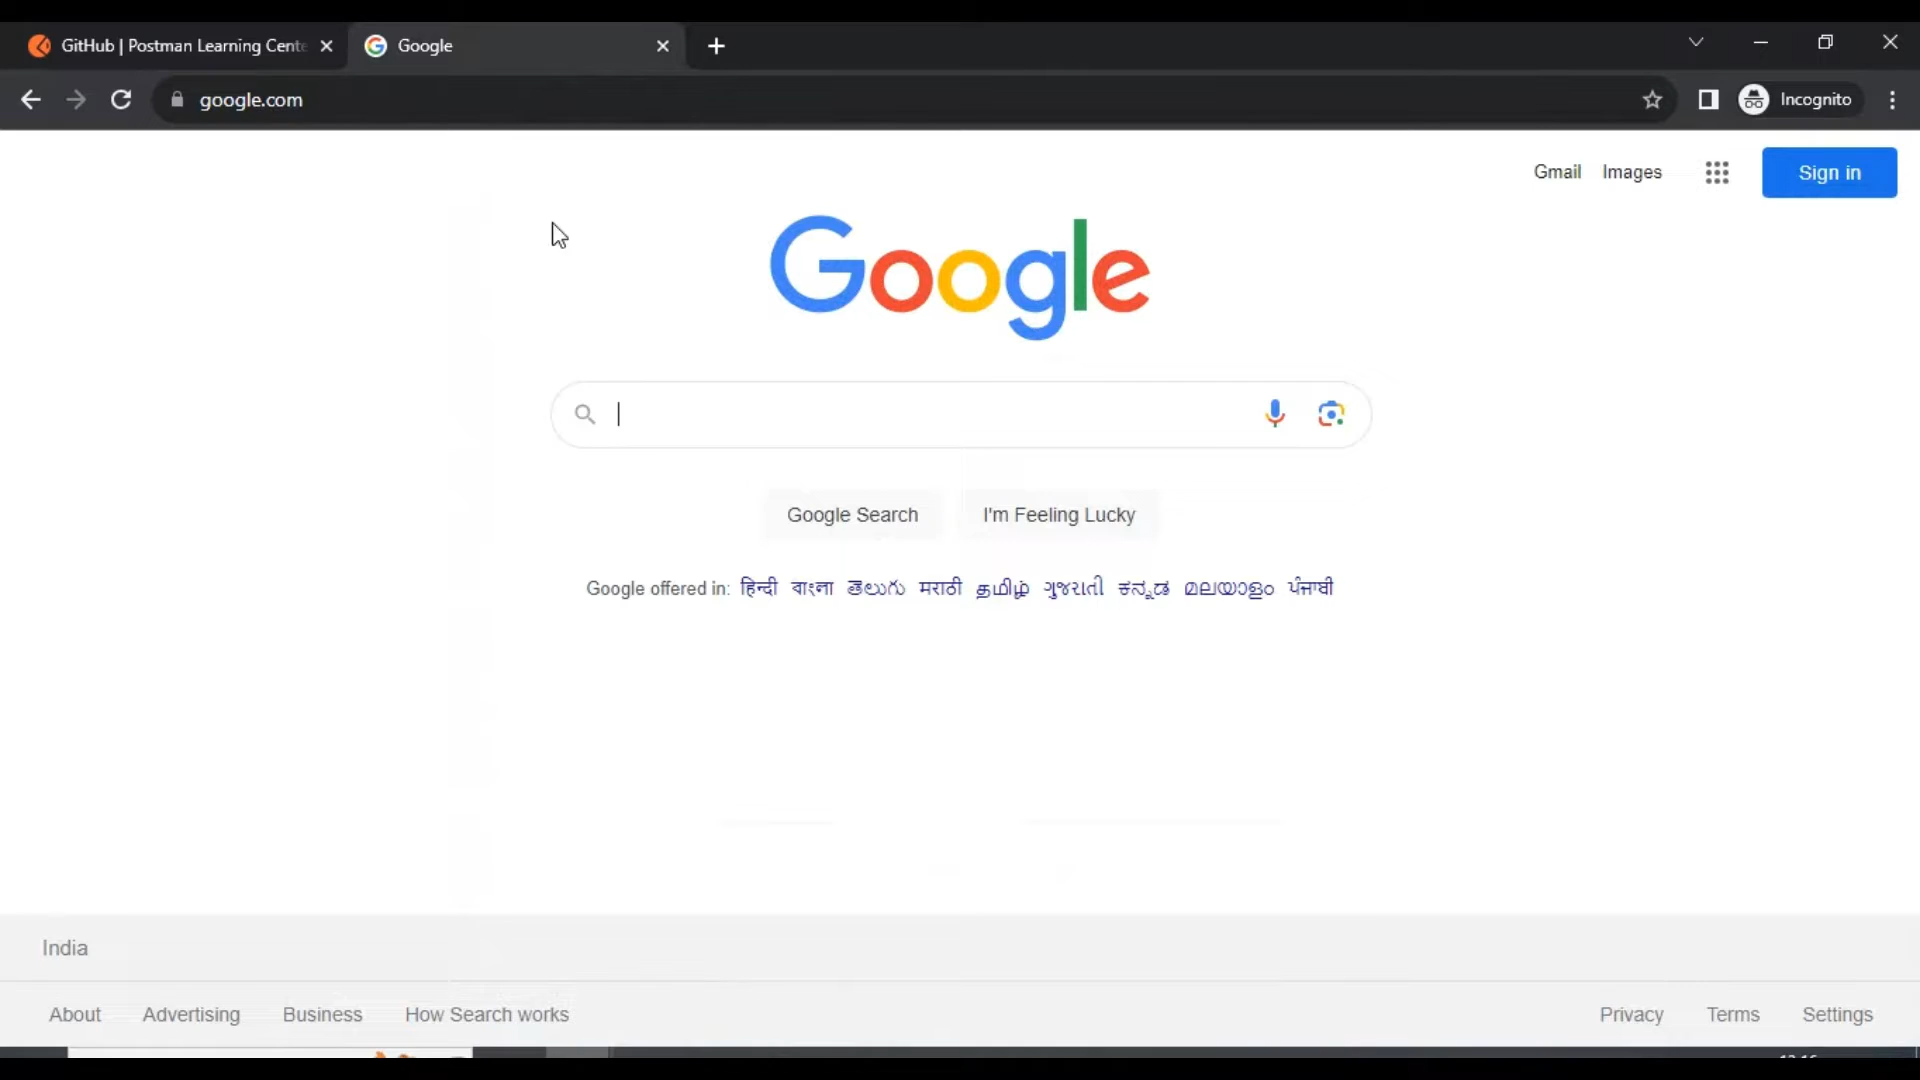 GitHub | Postman Learning Cente
Google
google.com
Incognito
Gmail Images Sign in
Google
Google Search I'm Feeling Lucky
Google offered in: हिन्दी বাংলা తెలుగు मराठी தமிழ் ગુજરાતી ಕನ್ನಡ മലയാളം ਪੰਜਾਬੀ
India
About Advertising Business How Search works Privacy Terms Settings